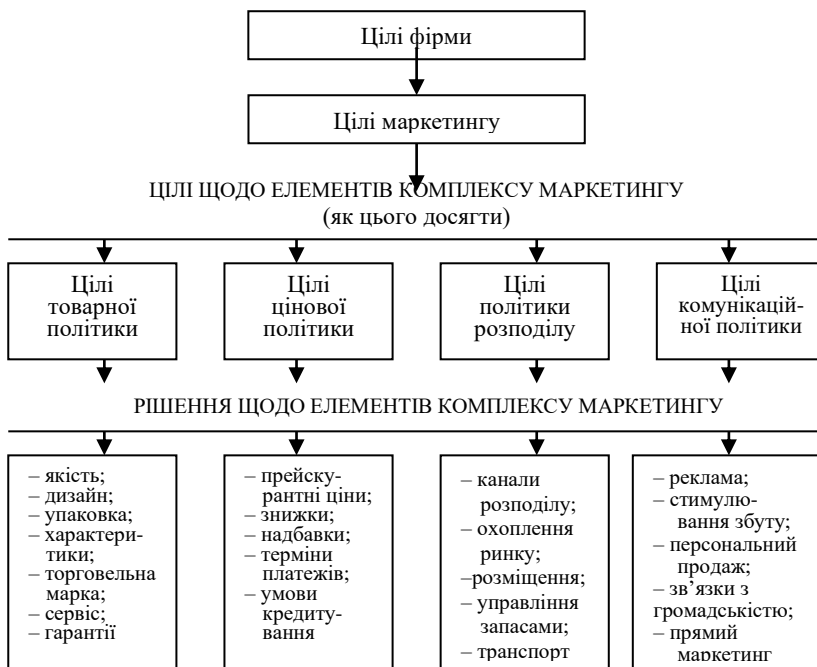 Цілі фірми
Цілі маркетингу
ЦІЛІ ЩОДО ЕЛЕМЕНТІВ КОМПЛЕКСУ МАРКЕТИНГУ
(як цього досягти)
Цілі
товарної
політики
Цілі
цінової
політики
Цілі
політики
розподілу
Цілі
комунікацій-
ної політики
РІШЕННЯ ЩОДО ЕЛЕМЕНТІВ КОМПЛЕКСУ МАРКЕТИНГУ
– якість;
– дизайн;
– упаковка;
– характери-
тики;
– торговельна
марка;
– сервіс;
– гарантії
– прейску-
рантні ціни;
– знижки;
– надбавки;
– терміни
платежів;
– умови
кредиту-
вання
– канали
розподілу;
– охоплення
ринку;
–розміщення;
– управління
запасами;
– транспорт
– реклама;
– стимулю-
вання збуту;
– персональний
продаж;
– зв’язки з
громадськістю;
– прямий
маркетинг